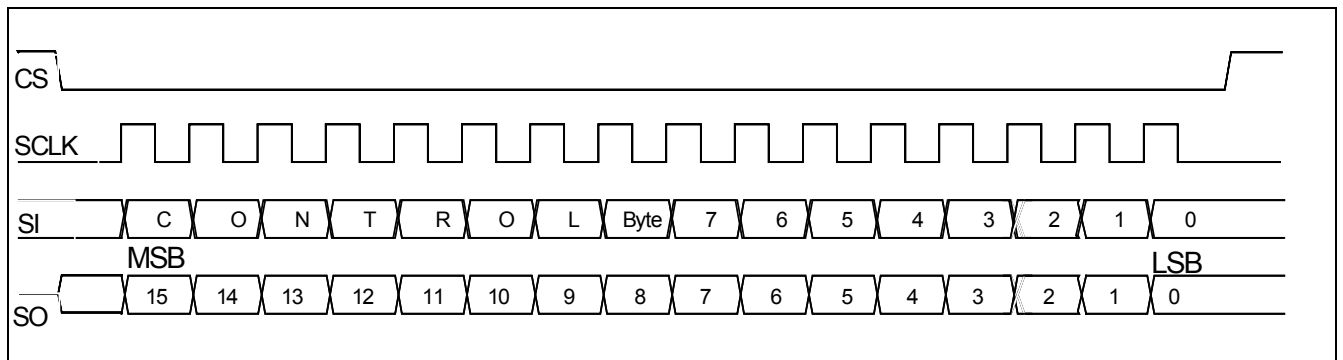 CS
SCLK
SI C O N T R O L Byte 7 6 5 4 3 2 1 0
MSB LSB
SO 15 14 13 12 11 10 9 8 7 6 5 4 3 2 1 0